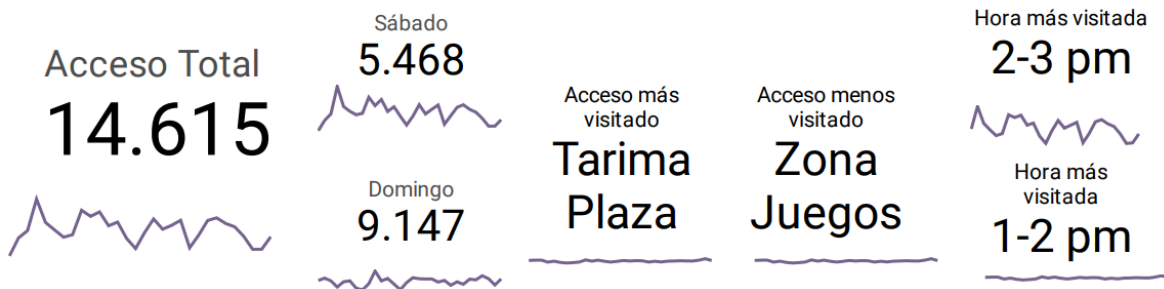 Acceso Total
14.615
Sábado
5.468
Domingo
9.147
Acceso más
visitado
Tarima
Plaza
Acceso menos
visitado
Zona
Juegos
Hora más visitada
2-3 pm
Hora más
visitada
1-2 pm